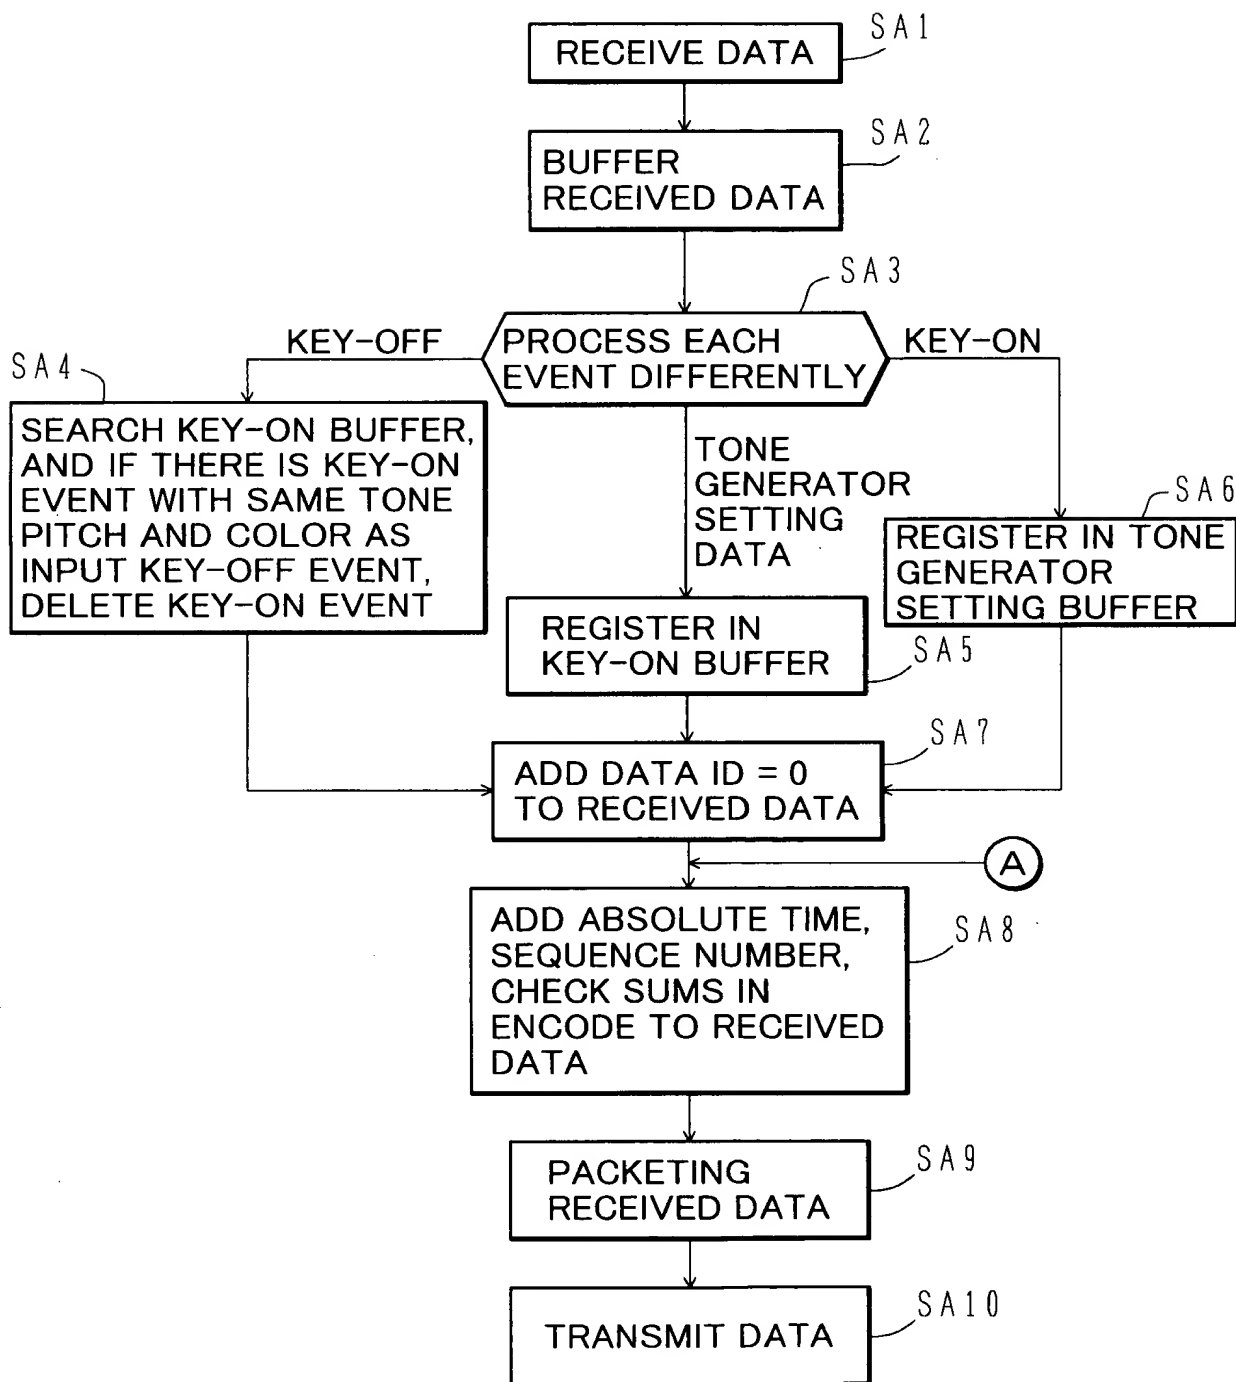 SA1
RECEIVE DATA
SA2
BUFFER
RECEIVED DATA
SA3
PROCESS EACH
EVENT DIFFERENTLY
KEY-OFF
KEY-ON
SA4
SEARCH KEY-ON BUFFER,
AND IF THERE IS KEY-ON
EVENT WITH SAME TONE
PITCH AND COLOR AS
INPUT KEY-OFF EVENT,
DELETE KEY-ON EVENT
TONE
GENERATOR
SETTING
DATA
SA6
REGISTER IN TONE
GENERATOR
SETTING BUFFER
REGISTER IN
KEY-ON BUFFER
SA5
SA7
ADD DATA ID = 0
TO RECEIVED DATA
A
ADD ABSOLUTE TIME,
SEQUENCE NUMBER,
CHECK SUMS IN
ENCODE TO RECEIVED
DATA
SA8
PACKETING
RECEIVED DATA
SA9
TRANSMIT DATA
SA10